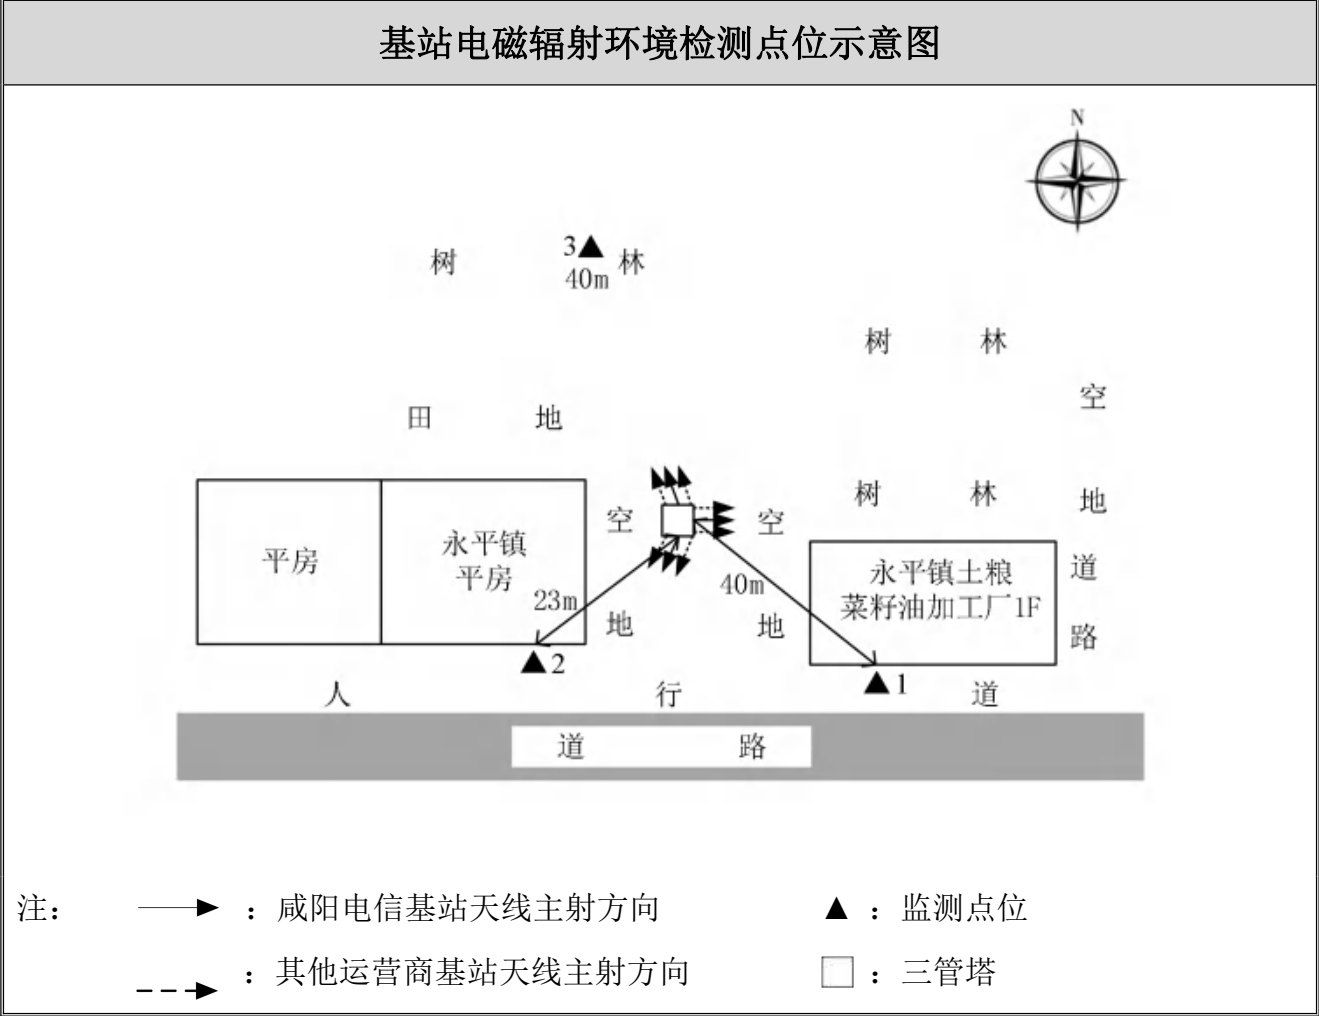 基站电磁辐射环境检测点位示意图
N
3▲
树 林
40m
树 林
空
田 地
树 林
地
空 空
永平镇
平房
平房
道
永平镇土粮
菜籽油加工厂1F
40m
23m
地 地
路
▲2
▲1
人 行 道
道 路
注： ：咸阳电信基站天线主射方向 ▲：监测点位
：其他运营商基站天线主射方向 ：三管塔